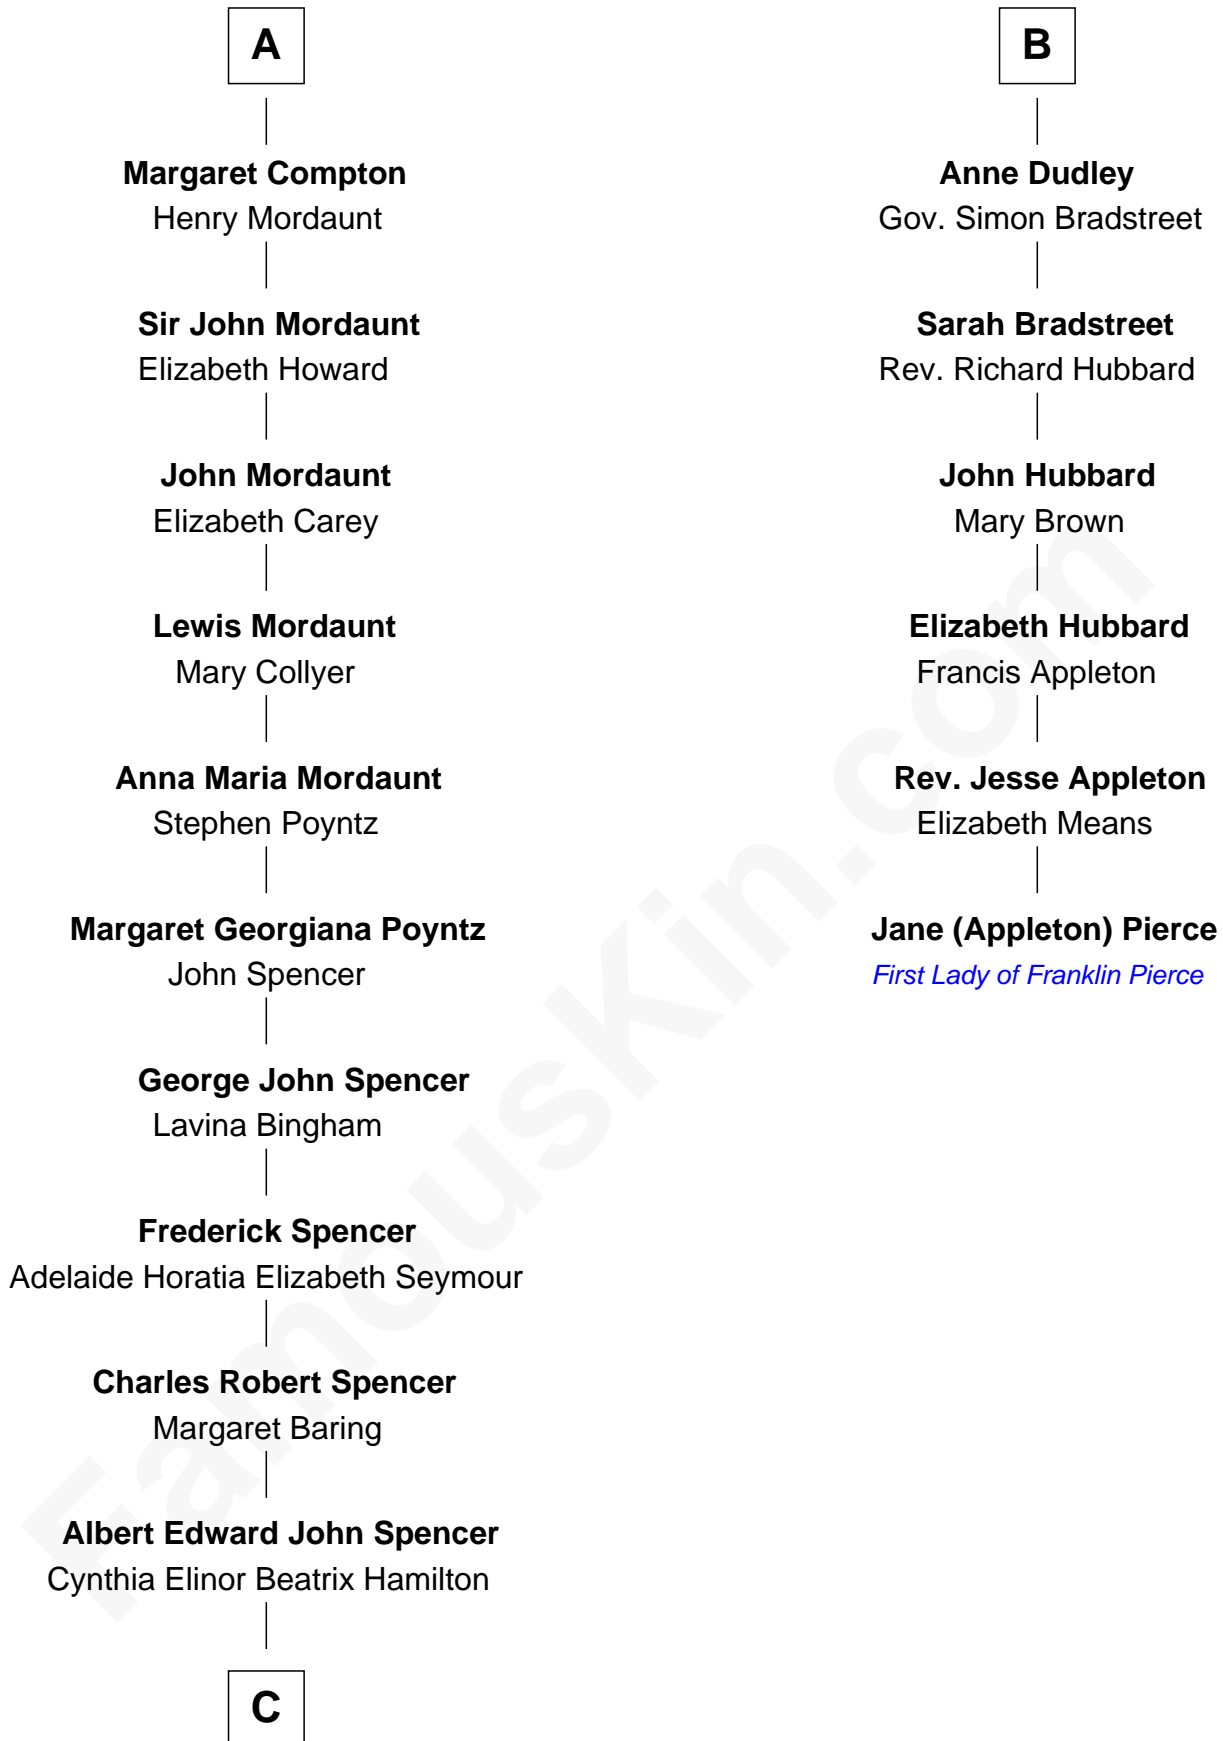 A
Margaret Compton
Henry Mordaunt
Sir John Mordaunt
Elizabeth Howard
John Mordaunt
Elizabeth Carey
Lewis Mordaunt
Mary Collyer
Anna Maria Mordaunt
Stephen Poyntz
Margaret Georgiana Poyntz
John Spencer
George John Spencer
Lavina Bingham
Frederick Spencer
Adelaide Horatia Elizabeth Seymour
Charles Robert Spencer
Margaret Baring
Albert Edward John Spencer
Cynthia Elinor Beatrix Hamilton
C
B
Anne Dudley
Gov. Simon Bradstreet
Sarah Bradstreet
Rev. Richard Hubbard
John Hubbard
Mary Brown
Elizabeth Hubbard
Francis Appleton
Rev. Jesse Appleton
Elizabeth Means
Jane (Appleton) Pierce
First Lady of Franklin Pierce
FamousKin.com